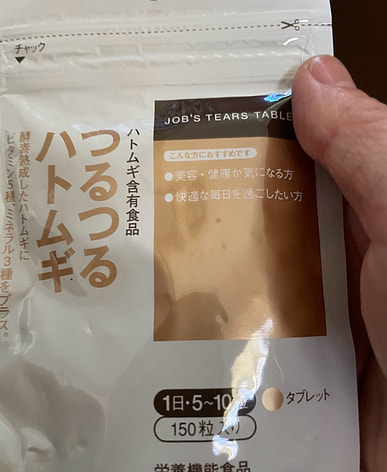 チャック
JOB'S TEARS TABLE
こんな方におすすめです
●美容・健康が気になる方
●快適な毎日を過ごしたい方
ハトムギ含有食品
つるつる
ハトムギ
酵素熟成したハトムギに
ビタミン5種、ミネラル3種をプラス。
1日・5~10粒
タブレット
150粒入り
栄養機能食品